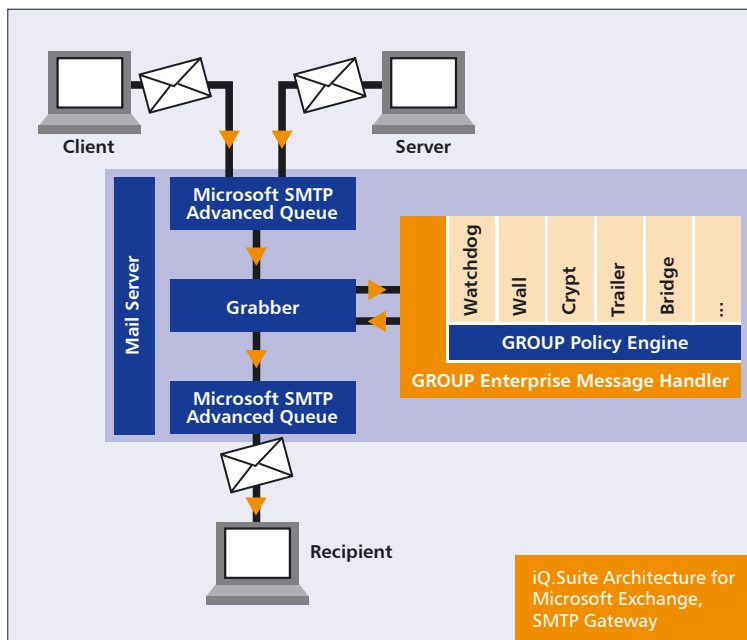 Client
Server
Mail Server
Microsoft SMTP
Advanced Queue
Grabber
Microsoft SMTP
Advanced Queue
Watchdog
Wall
Crypt
Trailer
Bridge
...
GROUP Policy Engine
GROUP Enterprise Message Handler
Recipient
iQ.Suite Architecture for
Microsoft Exchange,
SMTP Gateway